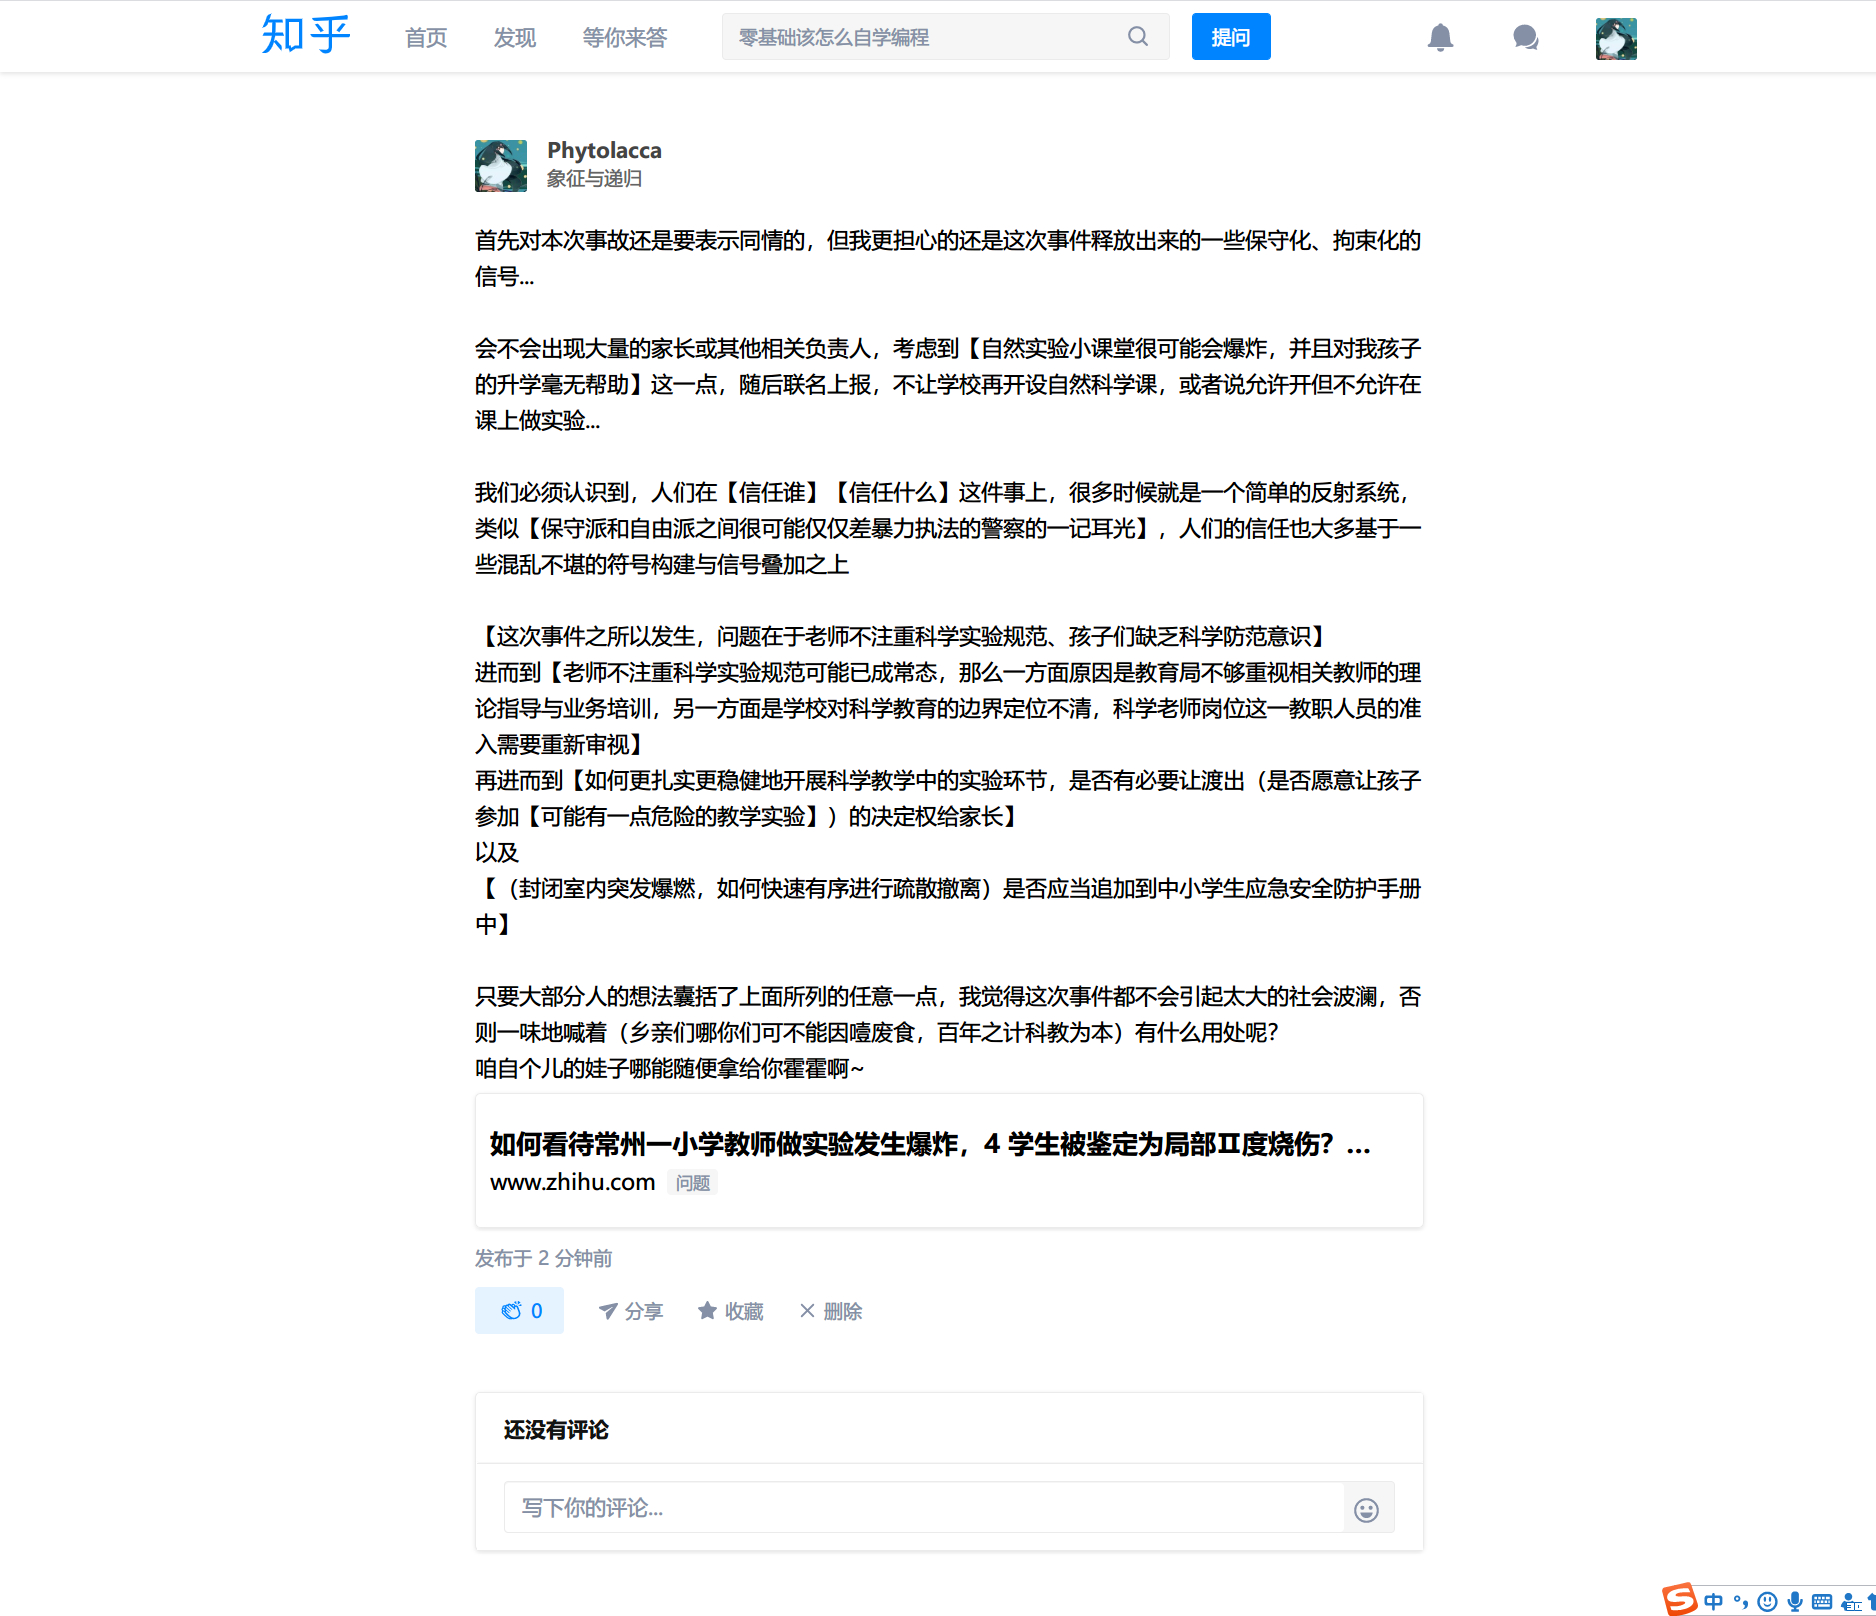 知乎 首页 发现 等你来答 零基础该怎么自学编程 提问
Phytolacca
象征与递归
首先对本次事故还是要表示同情的，但我更担心的还是这次事件释放出来的一些保守化、拘束化的
信号...
会不会出现大量的家长或其他相关负责人，考虑到【自然实验小课堂很可能会爆炸，并且对我孩子
的升学毫无帮助】这一点，随后联名上报，不让学校再开设自然科学课，或者说允许开但不允许在
课上做实验...
我们必须认识到，人们在【信任谁】【信任什么】这件事上，很多时候就是一个简单的反射系统，
类似【保守派和自由派之间很可能仅仅差暴力执法的警察的一记耳光】，人们的信任也大多基于一
些混乱不堪的符号构建与信号叠加之上
【这次事件之所以发生，问题在于老师不注重科学实验规范、孩子们缺乏科学防范意识】
进而到【老师不注重科学实验规范可能已成常态，那么一方面原因是教育局不够重视相关教师的理
论指导与业务培训，另一方面是学校对科学教育的边界定位不清，科学老师岗位这一教职人员的准
入需要重新审视】
再进而到【如何更扎实更稳健地开展科学教学中的实验环节，是否有必要让渡出（是否愿意让孩子
参加【可能有一点危险的教学实验】）的决定权给家长】
以及
【（封闭室内突发爆燃，如何快速有序进行疏散撤离）是否应当追加到中小学生应急安全防护手册
中】
只要大部分人的想法囊括了上面所列的任意一点，我觉得这次事件都不会引起太大的社会波澜，否
则一味地喊着（乡亲们哪你们可不能因噎废食，百年之计科教为本）有什么用处呢？
咱自个儿的娃子哪能随便拿给你霍霍啊~
如何看待常州一小学教师做实验发生爆炸，4 学生被鉴定为局部Ⅱ度烧伤？...
www.zhihu.com 问题
发布于 2 分钟前
0 分享 收藏 删除
还没有评论
写下你的评论...
中